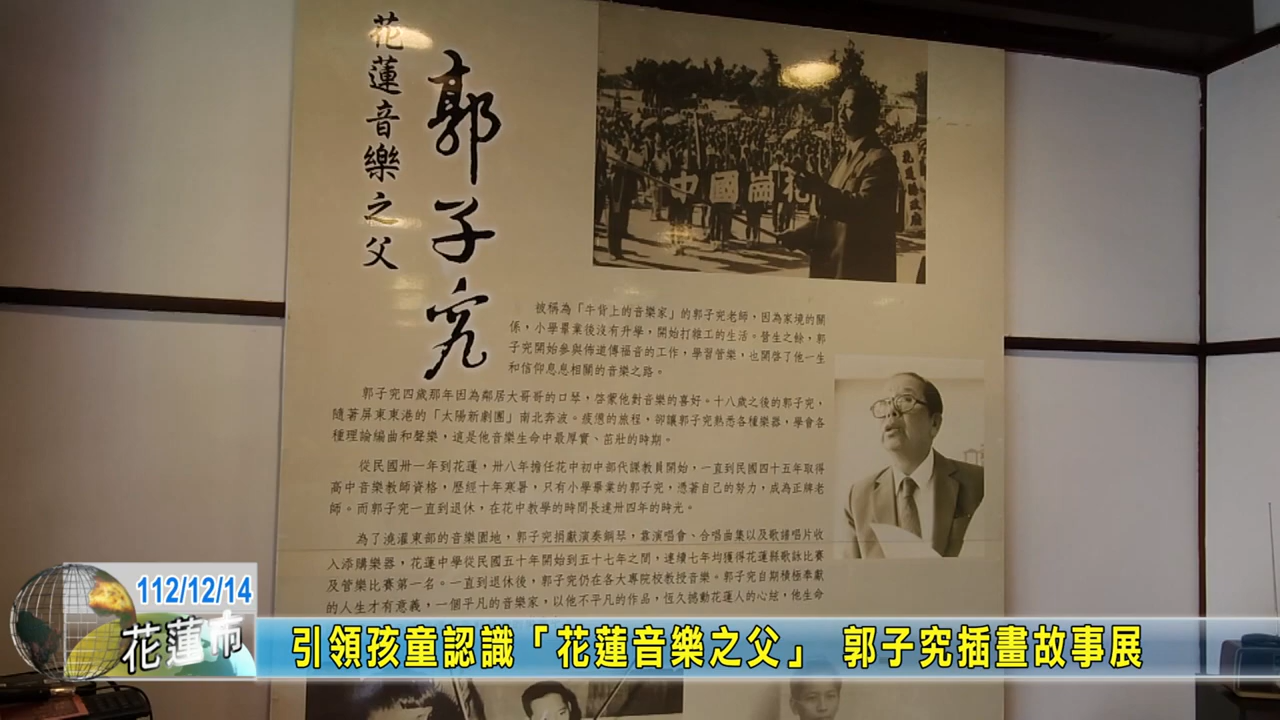 花蓮音樂之父
郭子究
中國崗花
被稱為「牛背上的音樂家」的郭子究老師，因為家境的關
係，小學畢業後沒有升學，開始打雜工的生活。營生之餘，郭
子究開始參與佈道傳福音的工作，學習管樂，也開啓了他一生
和信仰息息相關的音樂之路。
郭子究四歲那年因為鄰居大哥哥的口琴，啓蒙他對音樂的喜好。十八歲之後的郭子究，
隨著屏東東港的「太陽新劇團」南北奔波。疲憊的旅程，卻讓郭子究熟悉各種樂器，學會各
種理論編曲和聲樂，這是他音樂生命中最厚實、茁壯的時期。
從民國卅一年到花蓮，卅八年擔任花中初中部代課教員開始，一直到民國四十五年取得
高中音樂教師資格，歷經十年寒暑，只有小學畢業的郭子究，憑著自己的努力，成為正牌老
師。而郭子究一直到退休，在花中教學的時間長達卅四年的時光。
為了澆灌東部的音樂園地，郭子究捐獻演奏鋼琴，靠演唱會、合唱曲集以及歌譜唱片收
入添購樂器，花蓮中學從民國五十年開始到五十七年之間，連續七年均獲得花蓮縣歌詠比賽
及管樂比賽第一名。一直到退休後，郭子究仍在各大專院校教授音樂。郭子究自期積極奉獻
的人生才有意義，一個平凡的音樂家，以他不平凡的作品，恆久撼動花蓮人的心絃，他生命
112/12/14
花蓮市
引領孩童認識「花蓮音樂之父」 郭子究插畫故事展